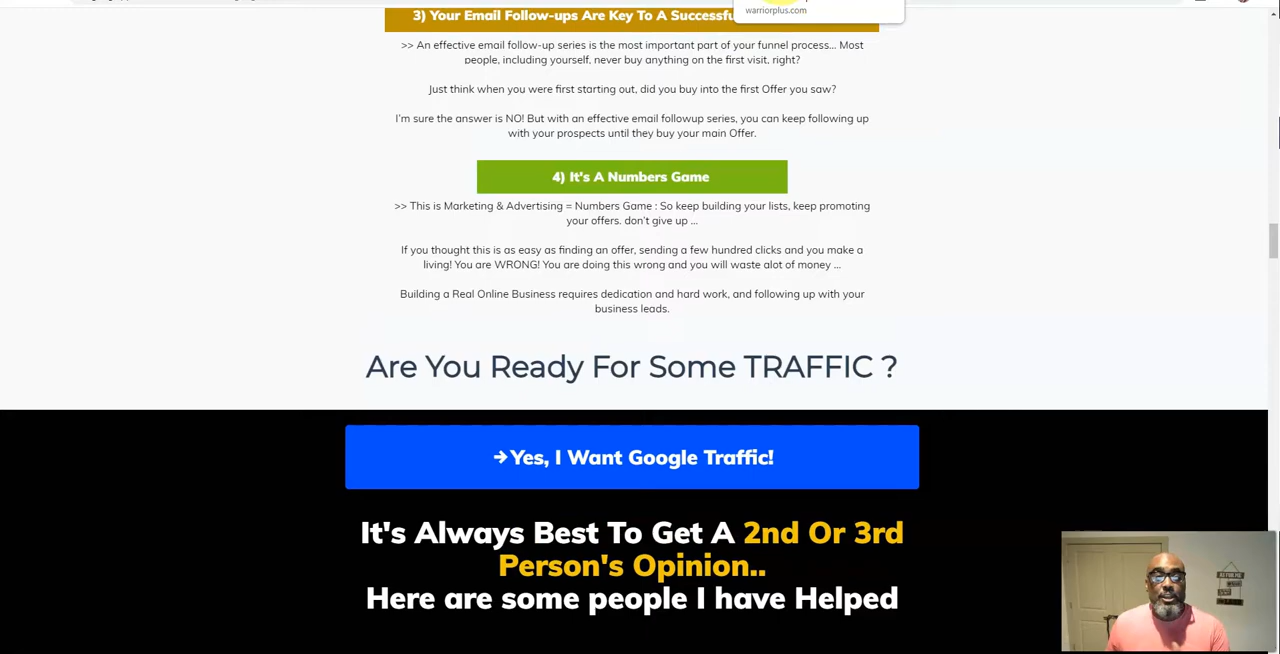 warriorplus.com
3) Your Email Follow-ups Are Key To A Successfu
>> An effective email follow-up series is the most important part of your funnel process... Most
people, including yourself, never buy anything on the first visit, right?
Just think when you were first starting out, did you buy into the first Offer you saw?
I'm sure the answer is NO! But with an effective email followup series, you can keep following up
with your prospects until they buy your main Offer.
4) It's A Numbers Game
>> This is Marketing & Advertising = Numbers Game : So keep building your lists, keep promoting
your offers. don't give up ...
If you thought this is as easy as finding an offer, sending a few hundred clicks and you make a
living! You are WRONG! You are doing this wrong and you will waste alot of money ...
Building a Real Online Business requires dedication and hard work, and following up with your
business leads.
Are You Ready For Some TRAFFIC ?
→Yes, I Want Google Traffic!
It's Always Best To Get A 2nd Or 3rd
Person's Opinion..
Here are some people I have Helped